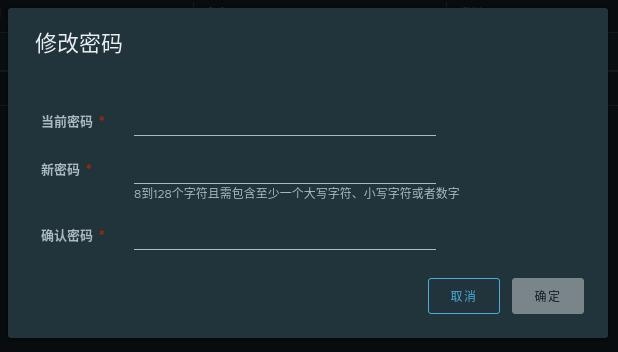 修改密码
当前密码 *
新密码 *
8到128个字符且需包含至少一个大写字符、小写字符或者数字
确认密码 *
取消 确定